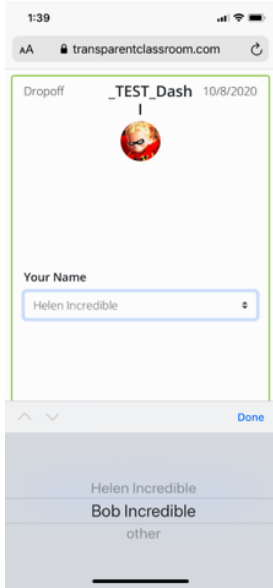 1:39
AA transparentclassroom.com
Dropoff _TEST_Dash 10/8/2020
I
Your Name
Helen Incredible
Done
Helen Incredible
Bob Incredible
other